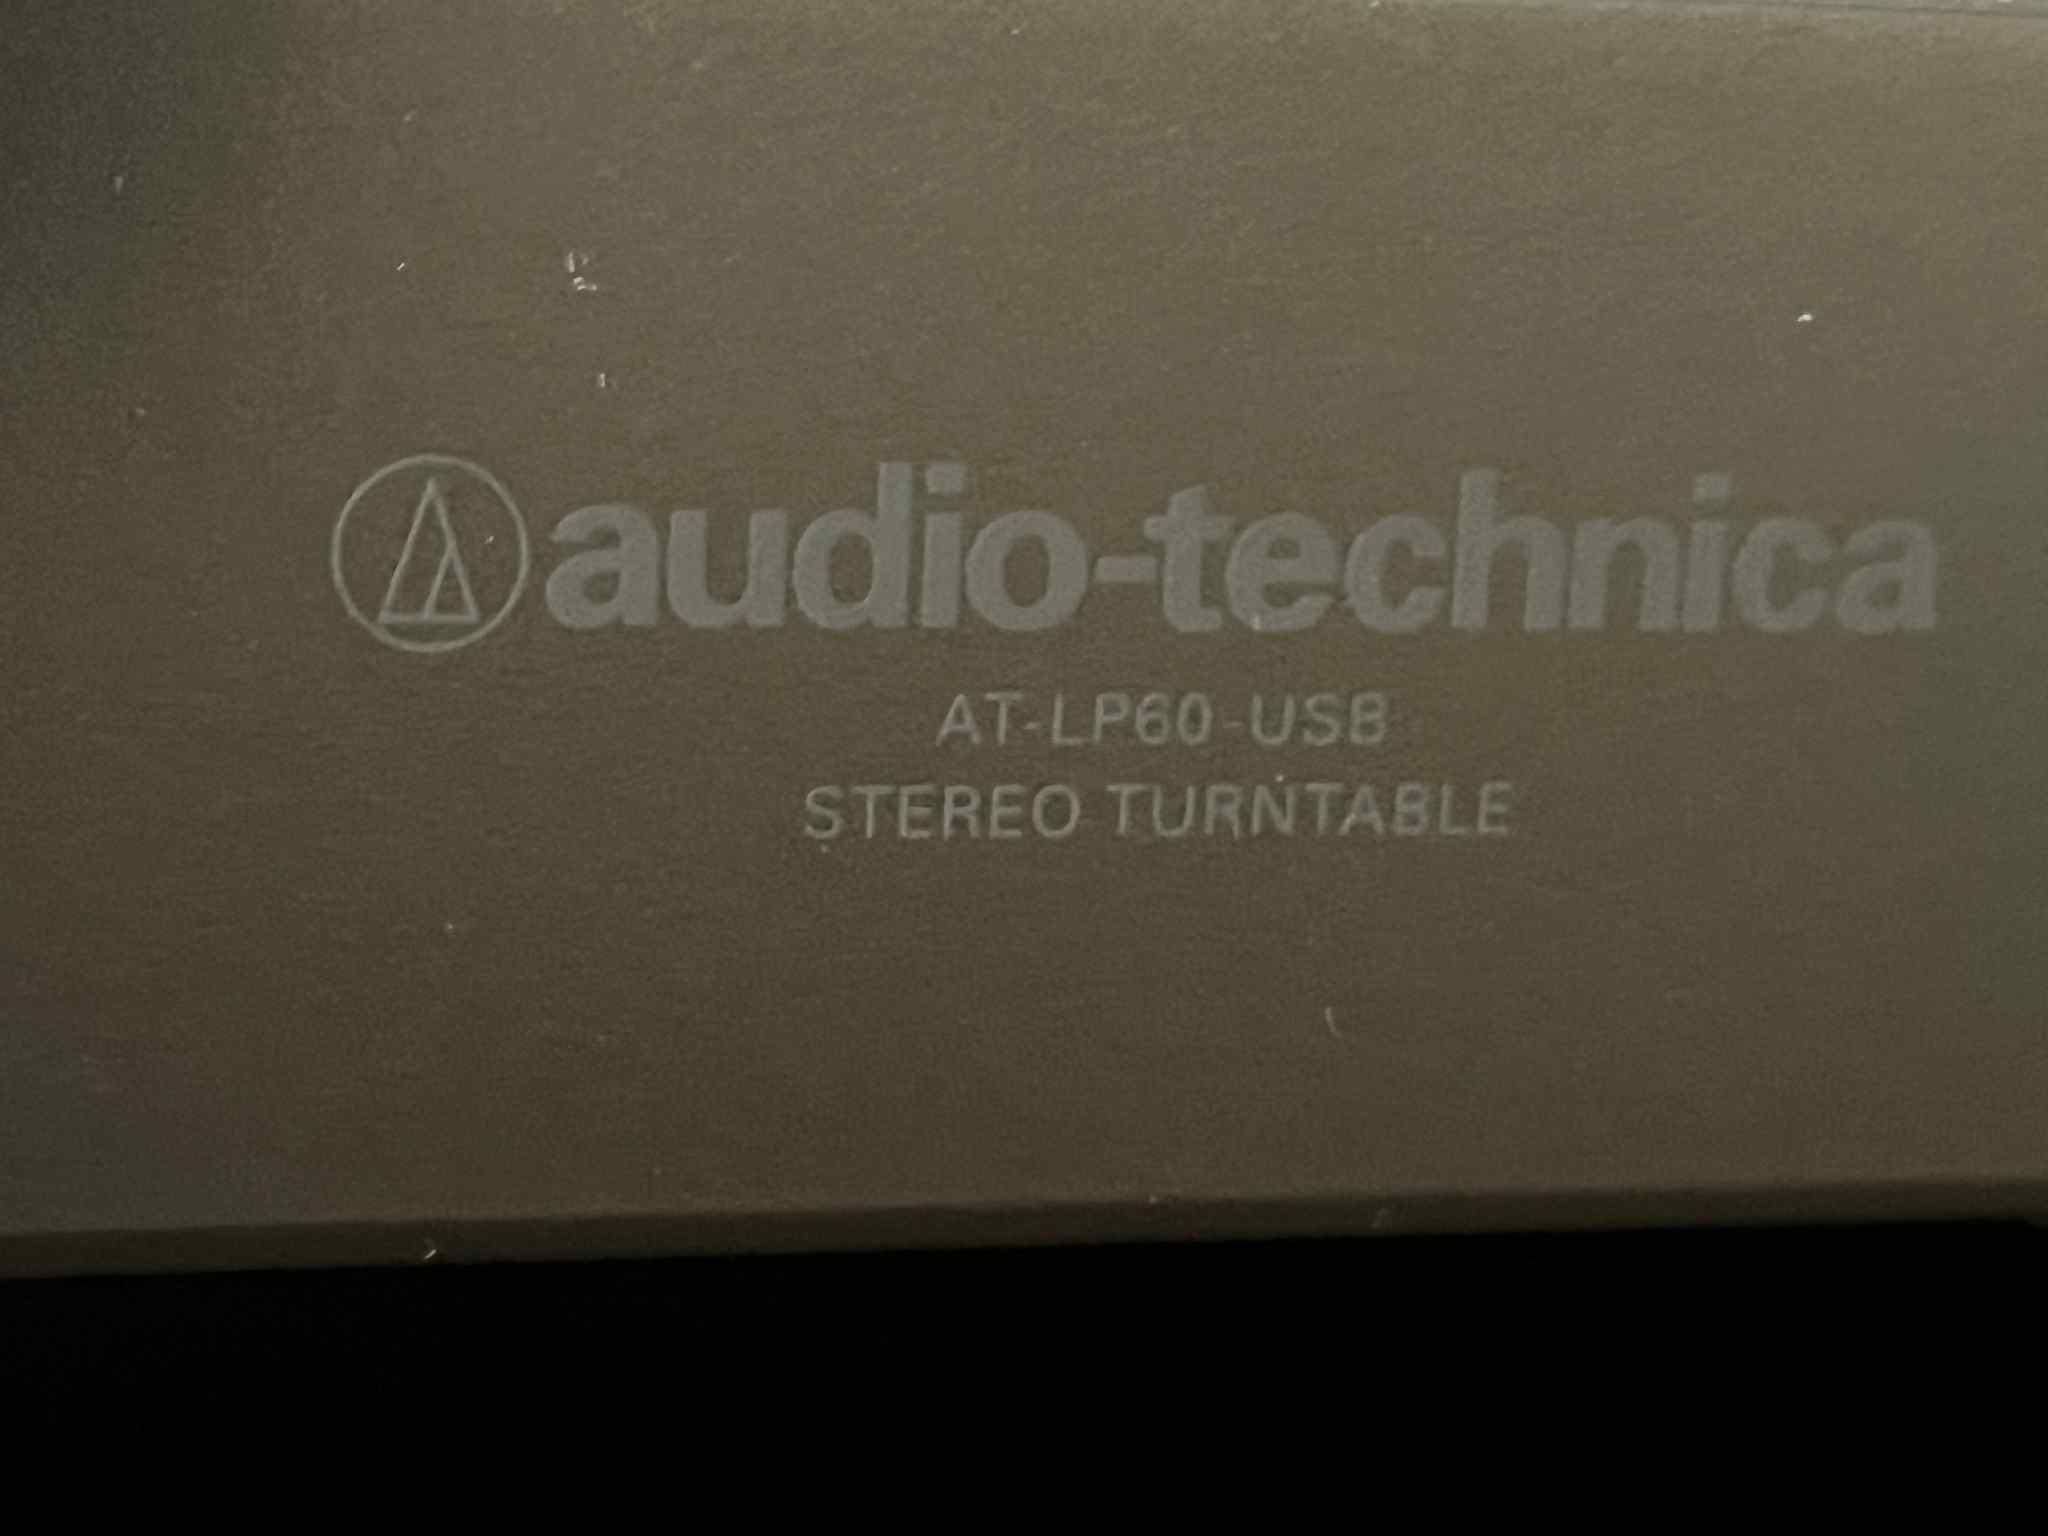 audio-technica
AT-LP60-USB
STEREO TURNTABLE